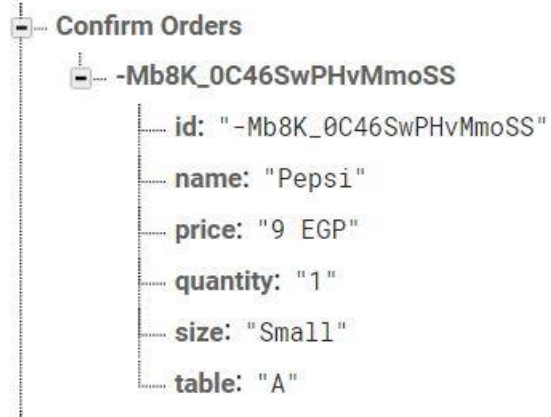 Confirm Orders
-Mb8K_0C46SwPHvMmoSS
id: "-Mb8K_0C46SwPHvMmoSS"
name: "Pepsi"
price: "9 EGP"
quantity: "1"
size: "Small"
table: "A"